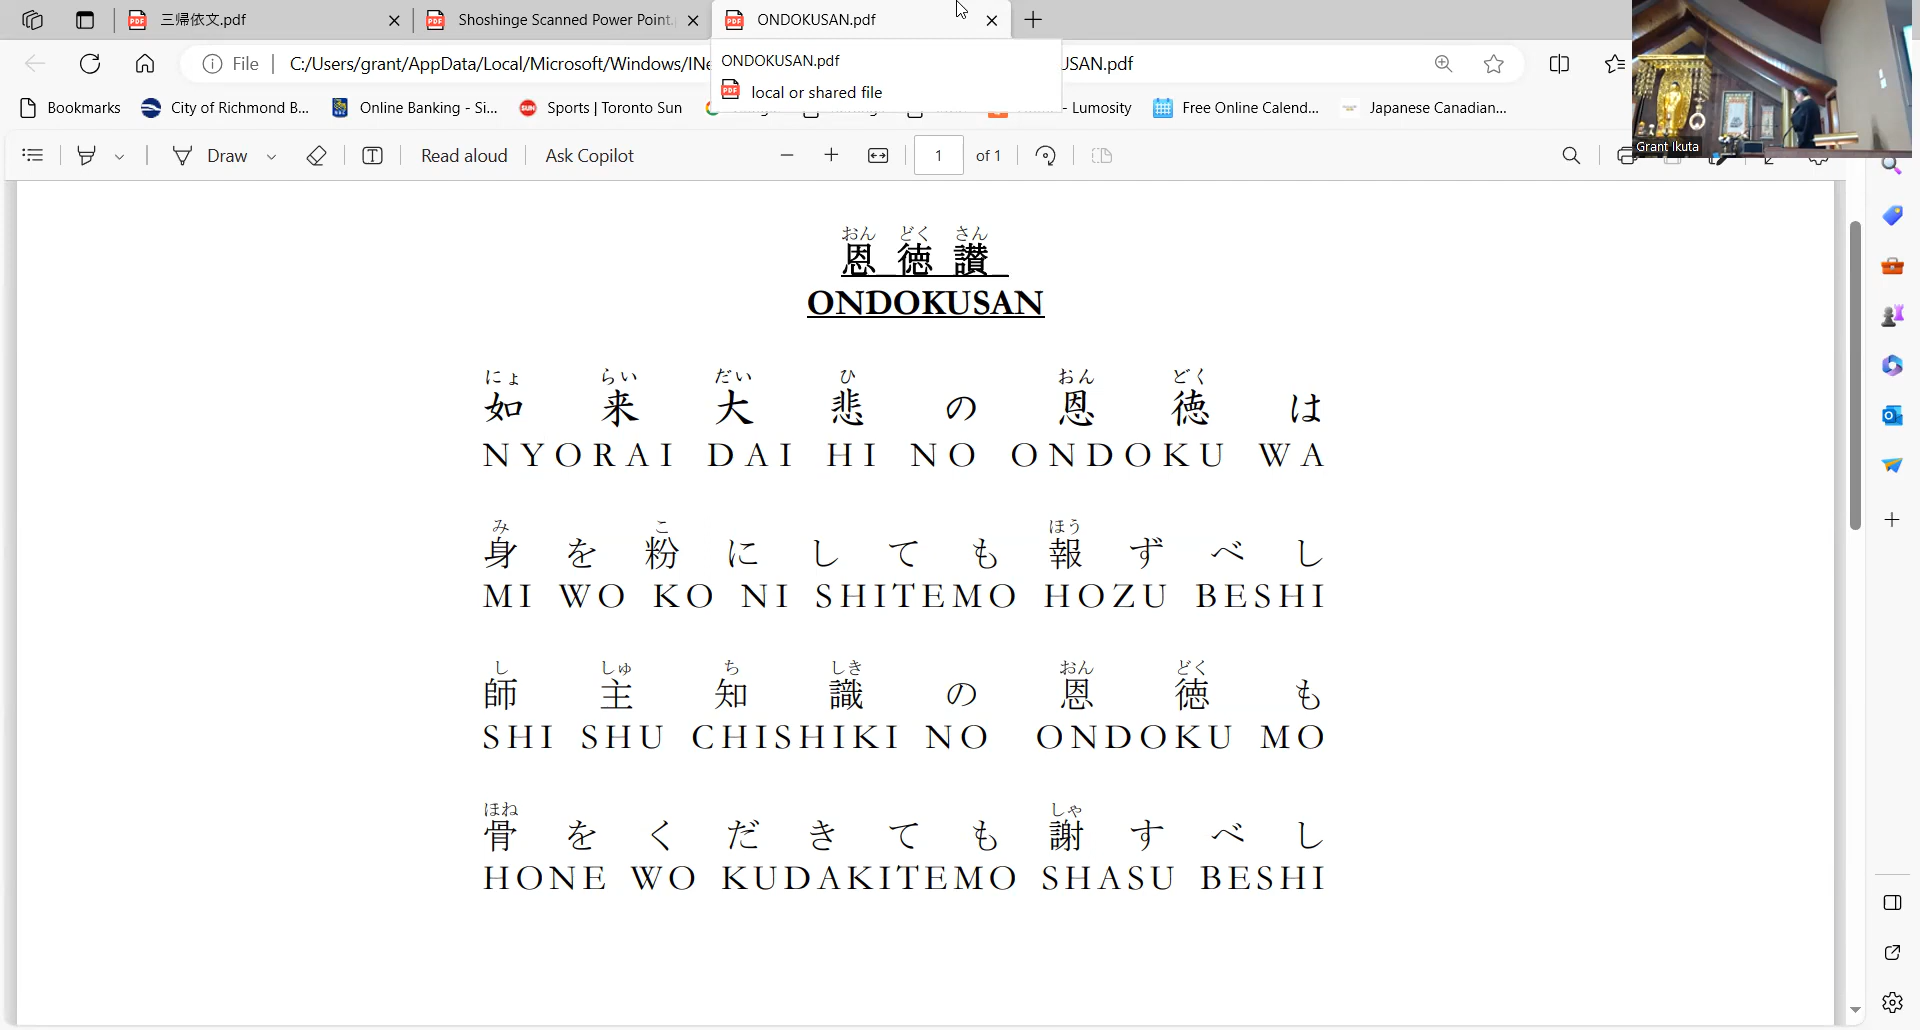 三帰依文.pdf
Shoshinge Scanned Power Point.
ONDOKUSAN.pdf
File
C:/Users/grant/AppData/Local/Microsoft/Windows/INe
USAN.pdf
ONDOKUSAN.pdf
local or shared file
Bookmarks
City of Richmond B...
Online Banking - Si...
Sports | Toronto Sun
- Lumosity
Free Online Calend...
Japanese Canadian...
Draw
Read aloud
Ask Copilot
1 of 1
Grant Ikuta
おん どく さん
恩 徳 讃
ONDOKUSAN
にょ らい だい ひ おん どく
如 来 大 悲 の 恩 徳 は
NYORAI DAI HI NO ONDOKU WA
み こ ほう
身 を 粉 に し て も 報 ず べ し
MI WO KO NI SHITEMO HOZU BESHI
し しゅ ち しき おん どく
師 主 知 識 の 恩 徳 も
SHI SHU CHISHIKI NO ONDOKU MO
ほね しゃ
骨 を く だ き て も 謝 す べ し
HONE WO KUDAKITEMO SHASU BESHI